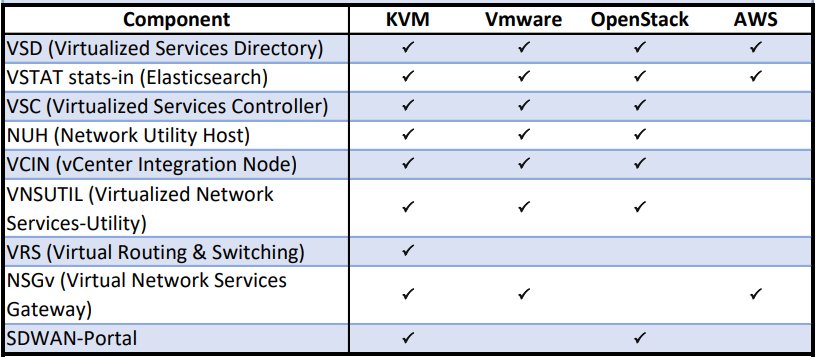 Component KVM Vmware OpenStack AWS
VSD (Virtualized Services Directory) ✓ ✓ ✓ ✓
VSTAT stats-in (Elasticsearch) ✓ ✓ ✓ ✓
VSC (Virtualized Services Controller) ✓ ✓ ✓
NUH (Network Utility Host) ✓ ✓ ✓
VCIN (vCenter Integration Node) ✓ ✓ ✓
VNSUTIL (Virtualized Network
Services-Utility) ✓ ✓ ✓
VRS (Virtual Routing & Switching) ✓
NSGv (Virtual Network Services
Gateway) ✓ ✓ ✓
SDWAN-Portal ✓ ✓